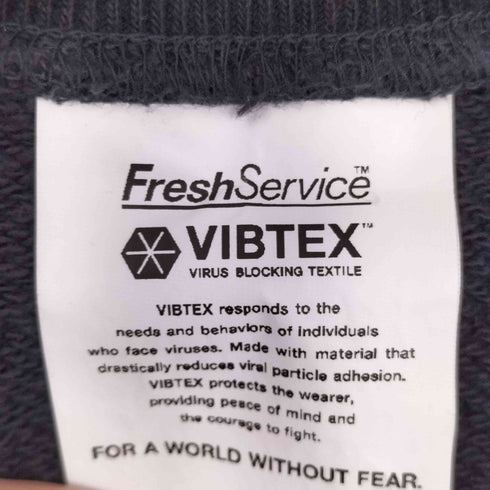 FreshService™
VIBTEX™
VIRUS BLOCKING TEXTILE
VIBTEX responds to the
needs and behaviors of individuals
who face viruses. Made with material that
drastically reduces viral particle adhesion.
VIBTEX protects the wearer,
providing peace of mind and
the courage to fight.
FOR A WORLD WITHOUT FEAR.